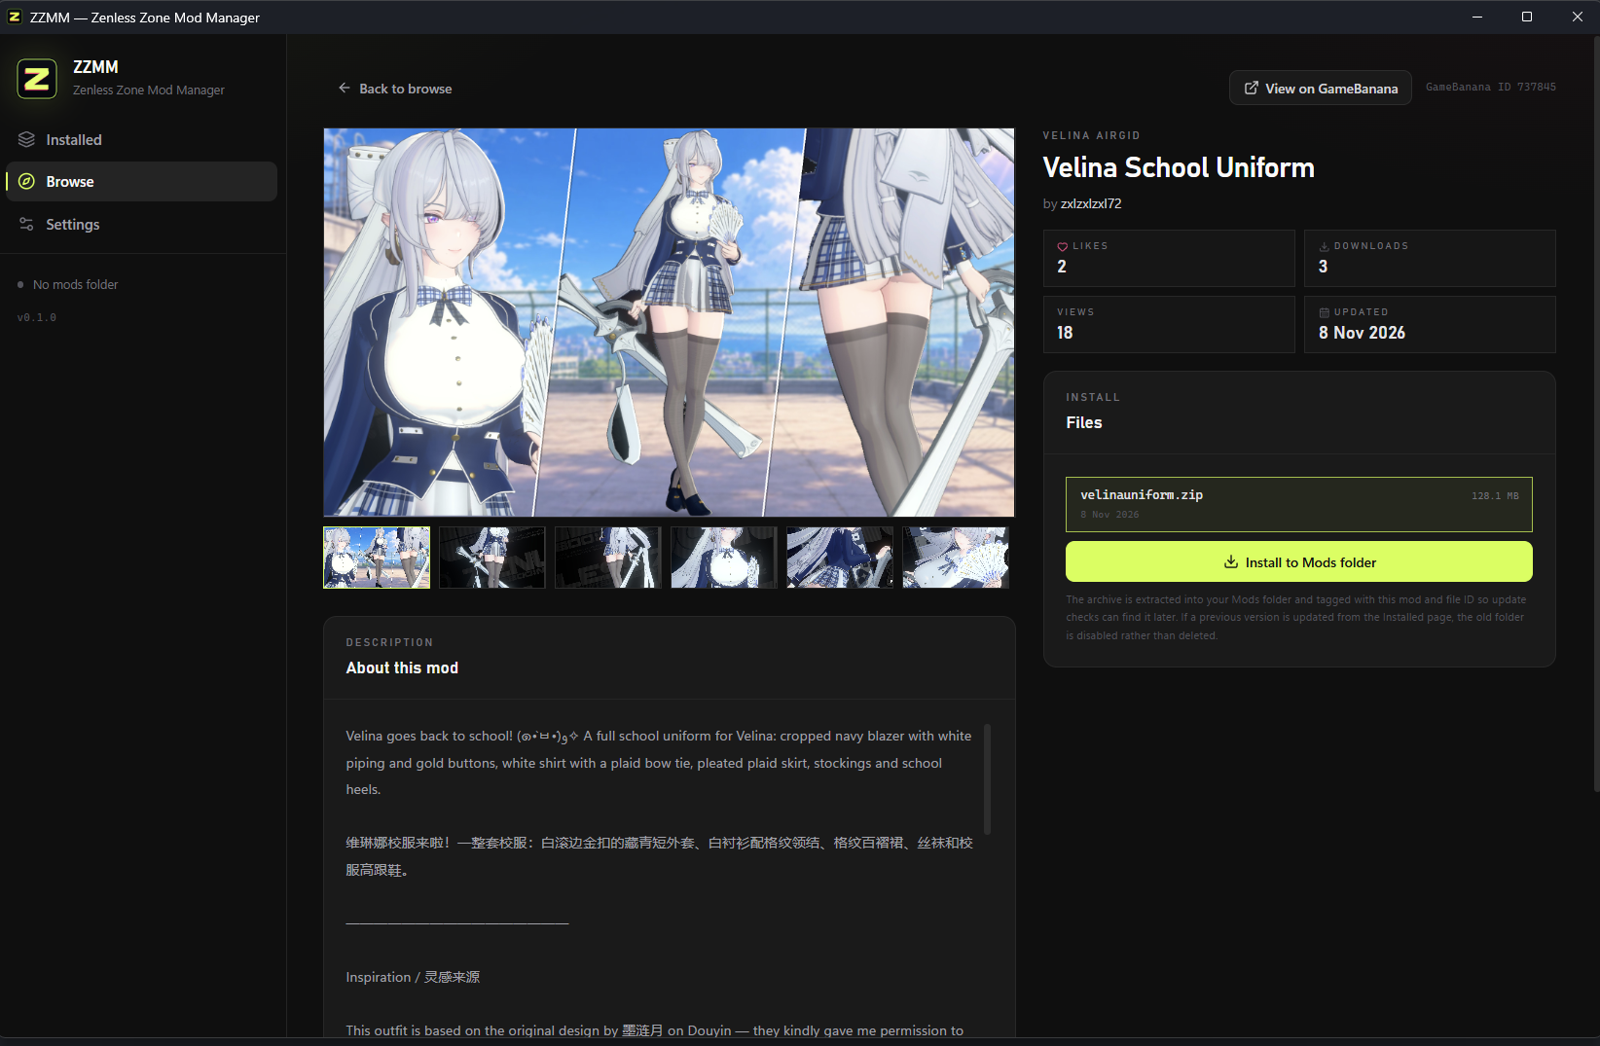 ZZMM — Zenless Zone Mod Manager
ZZMM
Zenless Zone Mod Manager
Installed
Browse
Settings
No mods folder
v0.1.0
Back to browse
View on GameBanana
GameBanana ID 737845
VELINA AIRGID
Velina School Uniform
by zxlzxlzxl72
LIKES
2
DOWNLOADS
3
VIEWS
18
UPDATED
8 Nov 2026
INSTALL
Files
velinauniform.zip
128.1 MB
8 Nov 2026
Install to Mods folder
The archive is extracted into your Mods folder and tagged with this mod and file ID so update
checks can find it later. If a previous version is updated from the Installed page, the old folder
is disabled rather than deleted.
DESCRIPTION
About this mod
Velina goes back to school! (๑•̀ㅂ•́)و✧ A full school uniform for Velina: cropped navy blazer with white
piping and gold buttons, white shirt with a plaid bow tie, pleated plaid skirt, stockings and school
heels.
维琳娜校服来啦！一整套校服：白滚边金扣的藏青短外套、白衬衫配格纹领结、格纹百褶裙、丝袜和校
服高跟鞋。
Inspiration / 灵感来源
This outfit is based on the original design by 墨涟月 on Douyin — they kindly gave me permission to